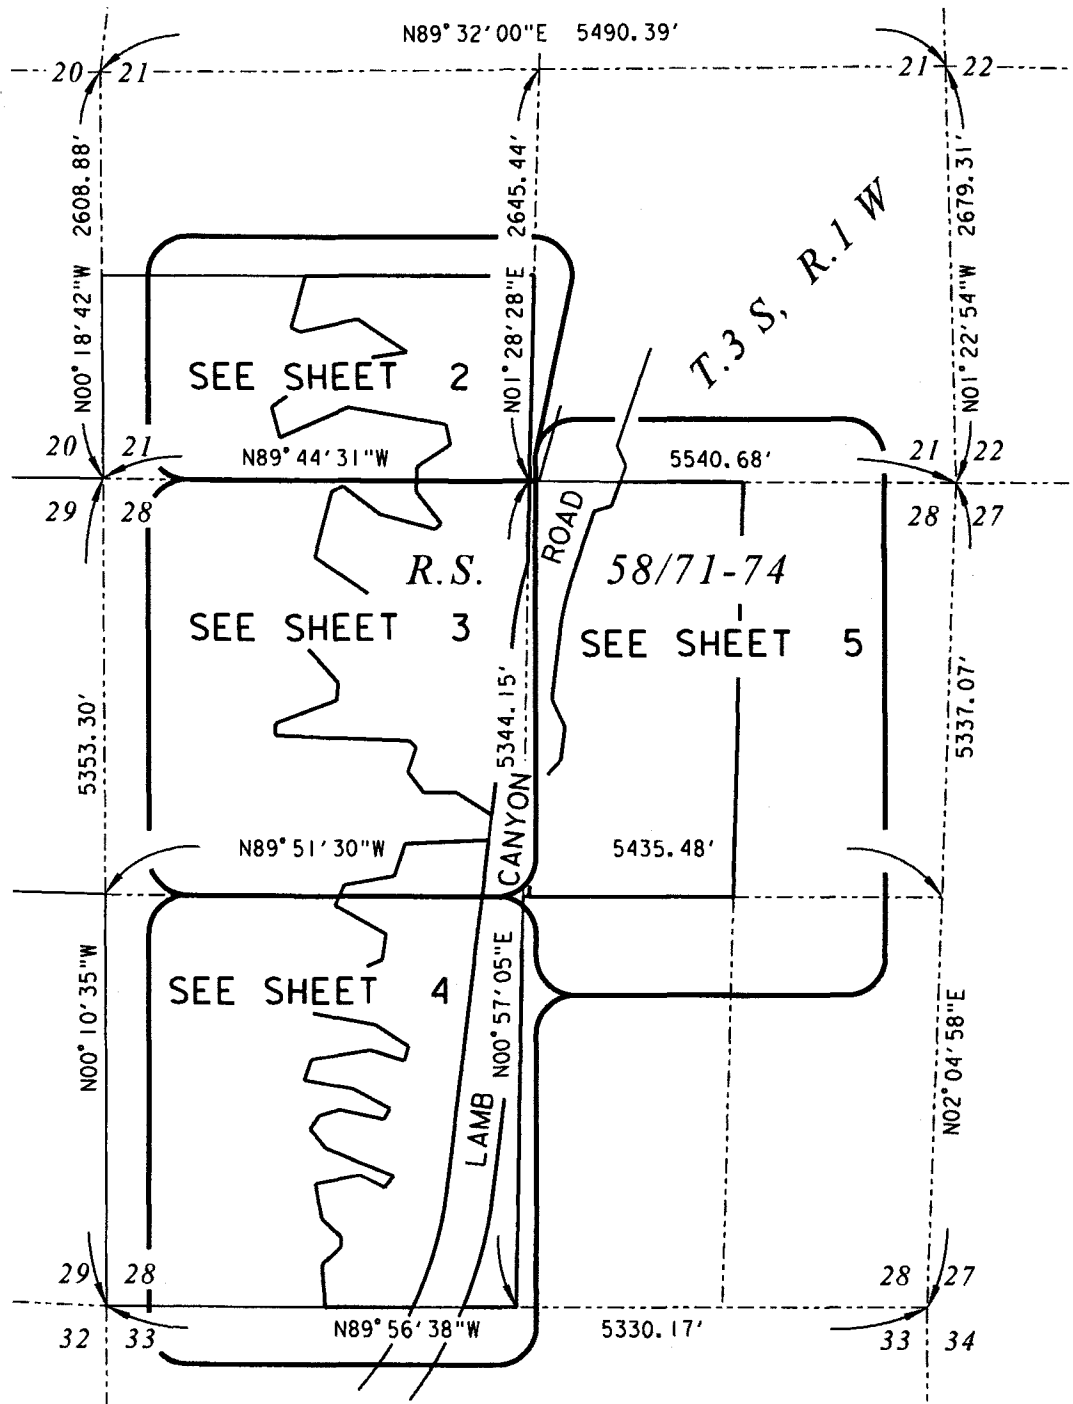 N89°32'00"E 5490.39'
20 21
21 22
2608.88'
2645.44'
2679.31'
T.3 S, R.1 W
N00°18'42"W
N01°28'28"E
N01°22'54"W
SEE SHEET 2
20 21
N89°44'31"W
5540.68'
21 22
29 28
28 27
ROAD
R.S. 58/71-74
SEE SHEET 3
SEE SHEET 5
5353.30'
5344.15'
5337.07'
CANYON
N89°51'30"W
5435.48'
N00°10'35"W
SEE SHEET 4
N00°57'05"E
N02°04'58"E
LAMB
29 28
28 27
32 33
N89°56'38"W
5330.17'
33 34